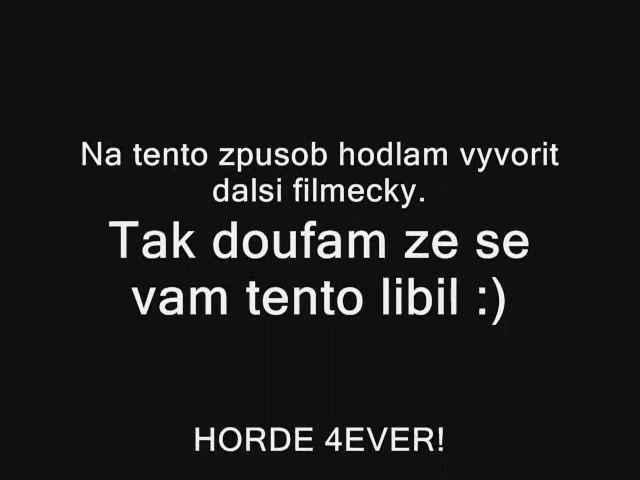 Na tento zpusob hodlam vyvorit
dalsi filmecky.
Tak doufam ze se
vam tento libil :)
HORDE 4EVER!